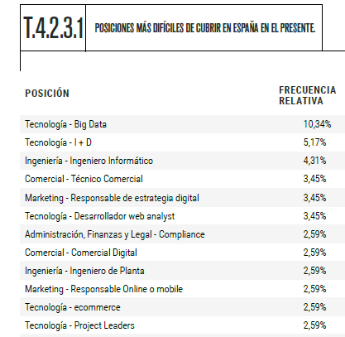 T.4.2.3.1 POSICIONES MÁS DIFÍCILES DE CUBRIR EN ESPAÑA EN EL PRESENTE.
POSICIÓN FRECUENCIA RELATIVA
Tecnología - Big Data 10,34%
Tecnología - I + D 5,17%
Ingeniería - Ingeniero Informático 4,31%
Comercial - Técnico Comercial 3,45%
Marketing - Responsable de estrategia digital 3,45%
Tecnología - Desarrollador web analyst 3,45%
Administración, Finanzas y Legal - Compliance 2,59%
Comercial - Comercial Digital 2,59%
Ingeniería - Ingeniero de Planta 2,59%
Marketing - Responsable Online o mobile 2,59%
Tecnología - ecommerce 2,59%
Tecnología - Project Leaders 2,59%